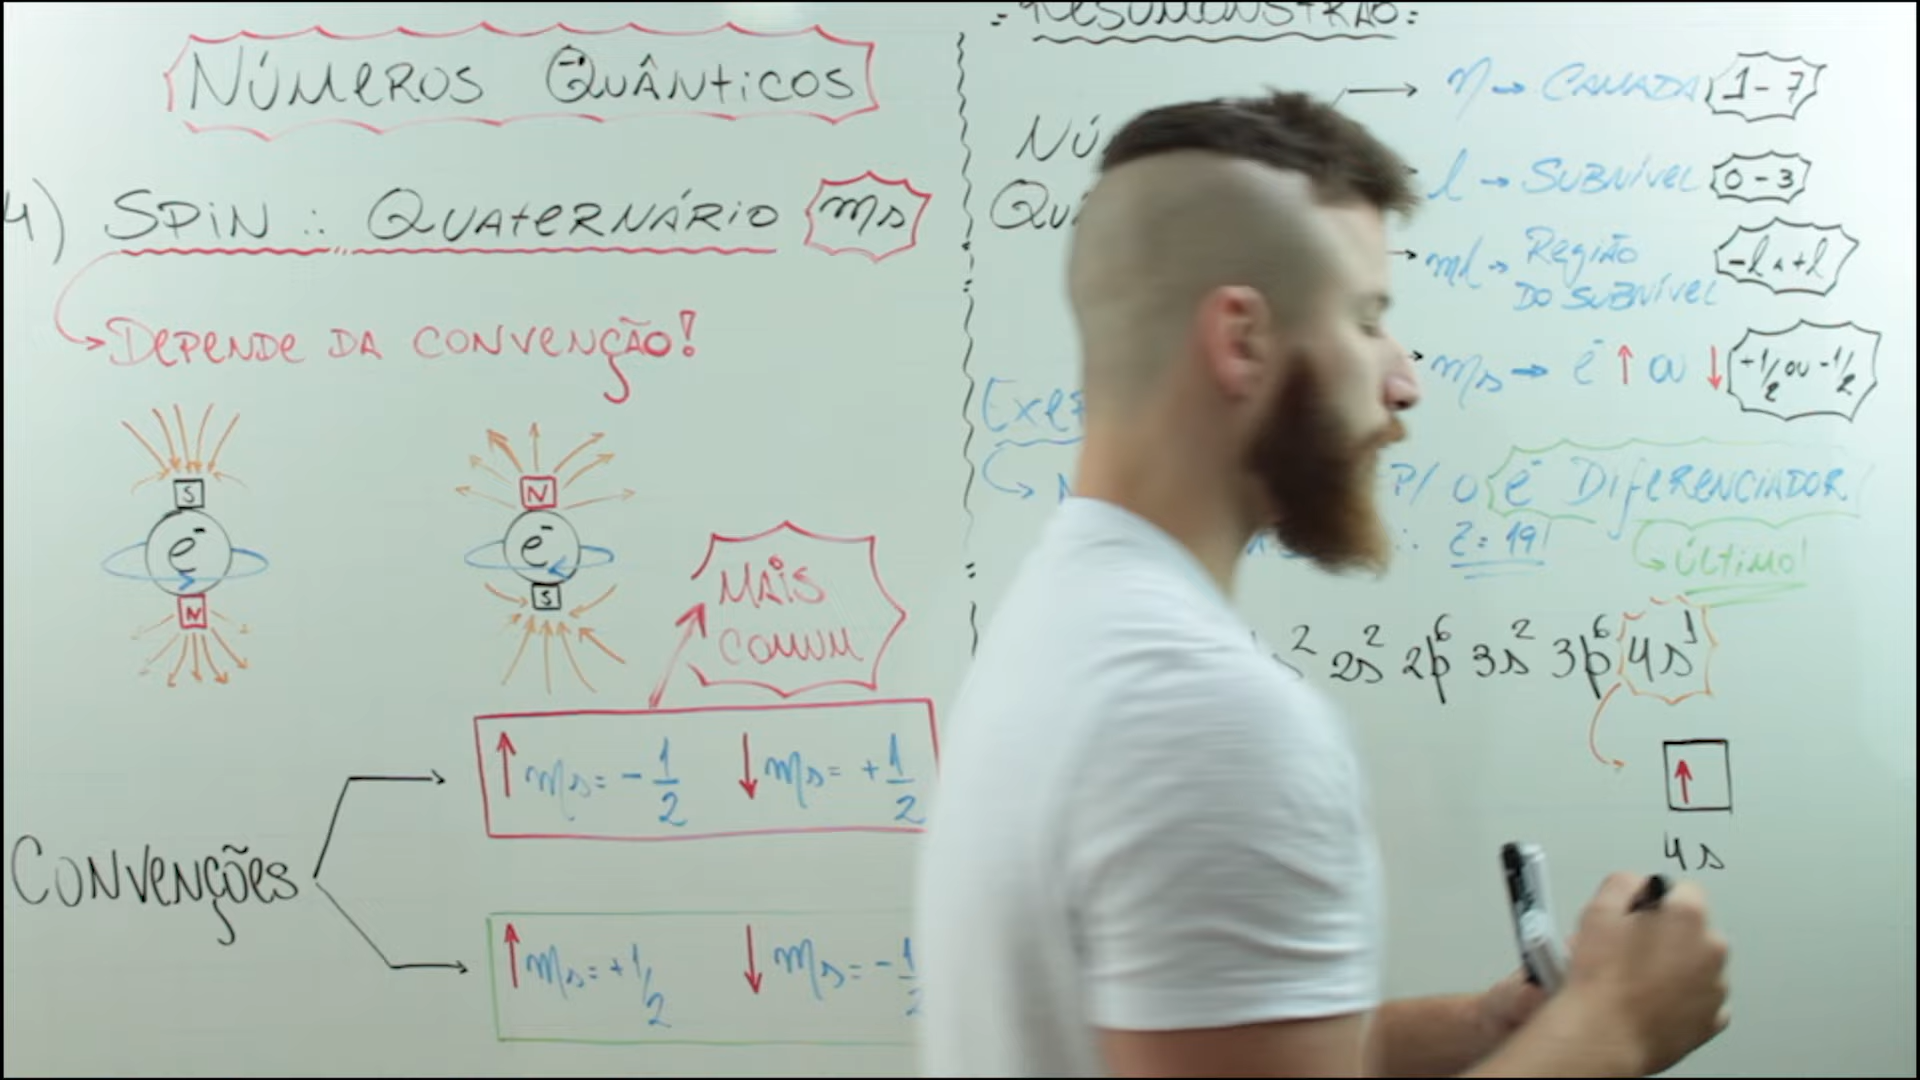 NÚMEROS QUÂNTICOS
4) SPIN ∴ QUATERNÁRIO ms
DEPENDE DA CONVENÇÃO!
S
e-
N
N
e-
S
MAIS
COMUM
CONVENÇÕES
↑ ms = -1/2 ↓ ms = +1/2
↑ ms = +1/2 ↓ ms = -1/2
n → CAMADA 1-7
l → SUBNÍVEL 0-3
ml → REGIÃO
DO SUBNÍVEL -l a +l
ms → e- ↑ ou ↓ +1/2 ou -1/2
P/ O e- DIFERENCIADOR
Z = 19!
ÚLTIMO!
2s² 2p⁶ 3s² 3p⁶ 4s¹
↑
4s